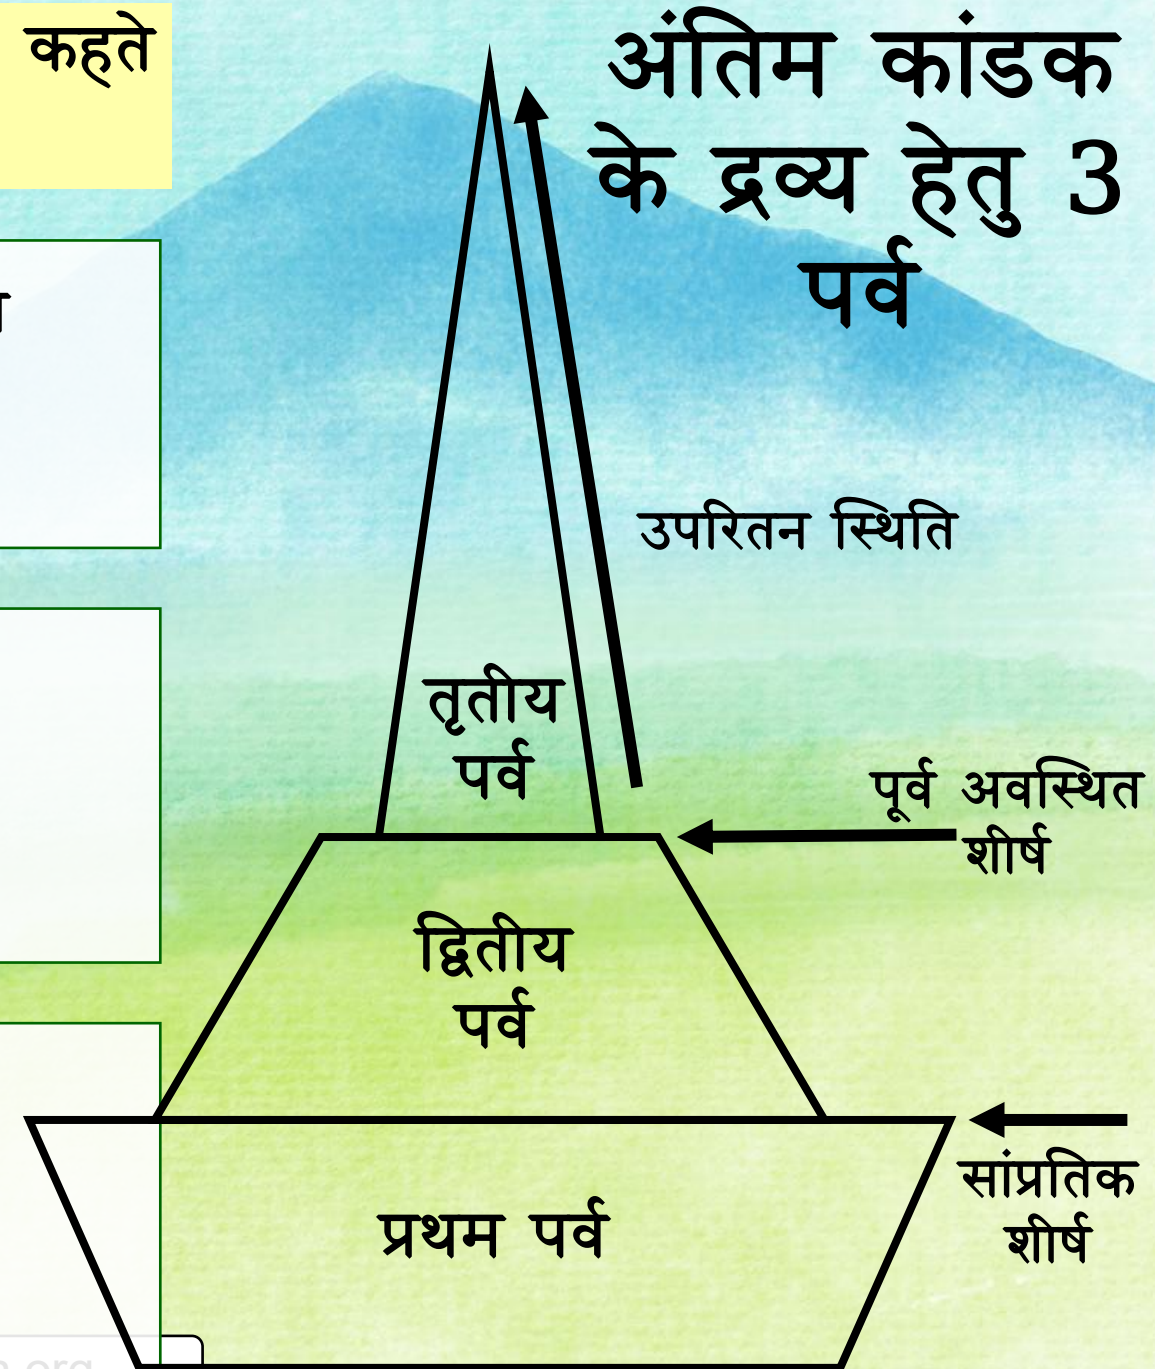 कहते
अंतिम कांडक
के द्रव्य हेतु 3
पर्व
उपरितन स्थिति
तृतीय
पर्व
पूर्व अवस्थित
शीर्ष
द्वितीय
पर्व
सांप्रतिक
शीर्ष
प्रथम पर्व